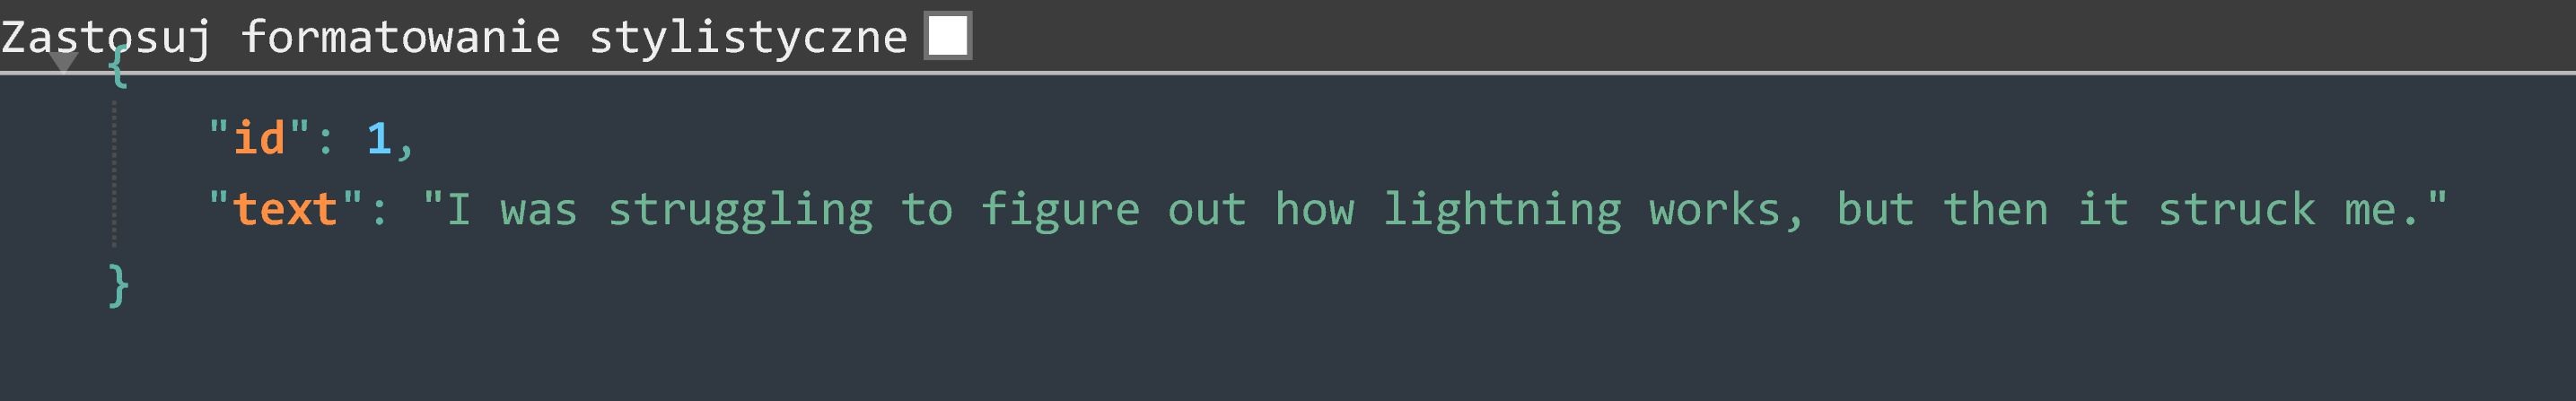 Zastosuj formatowanie stylistyczne
{
"id": 1,
"text": "I was struggling to figure out how lightning works, but then it struck me."
}